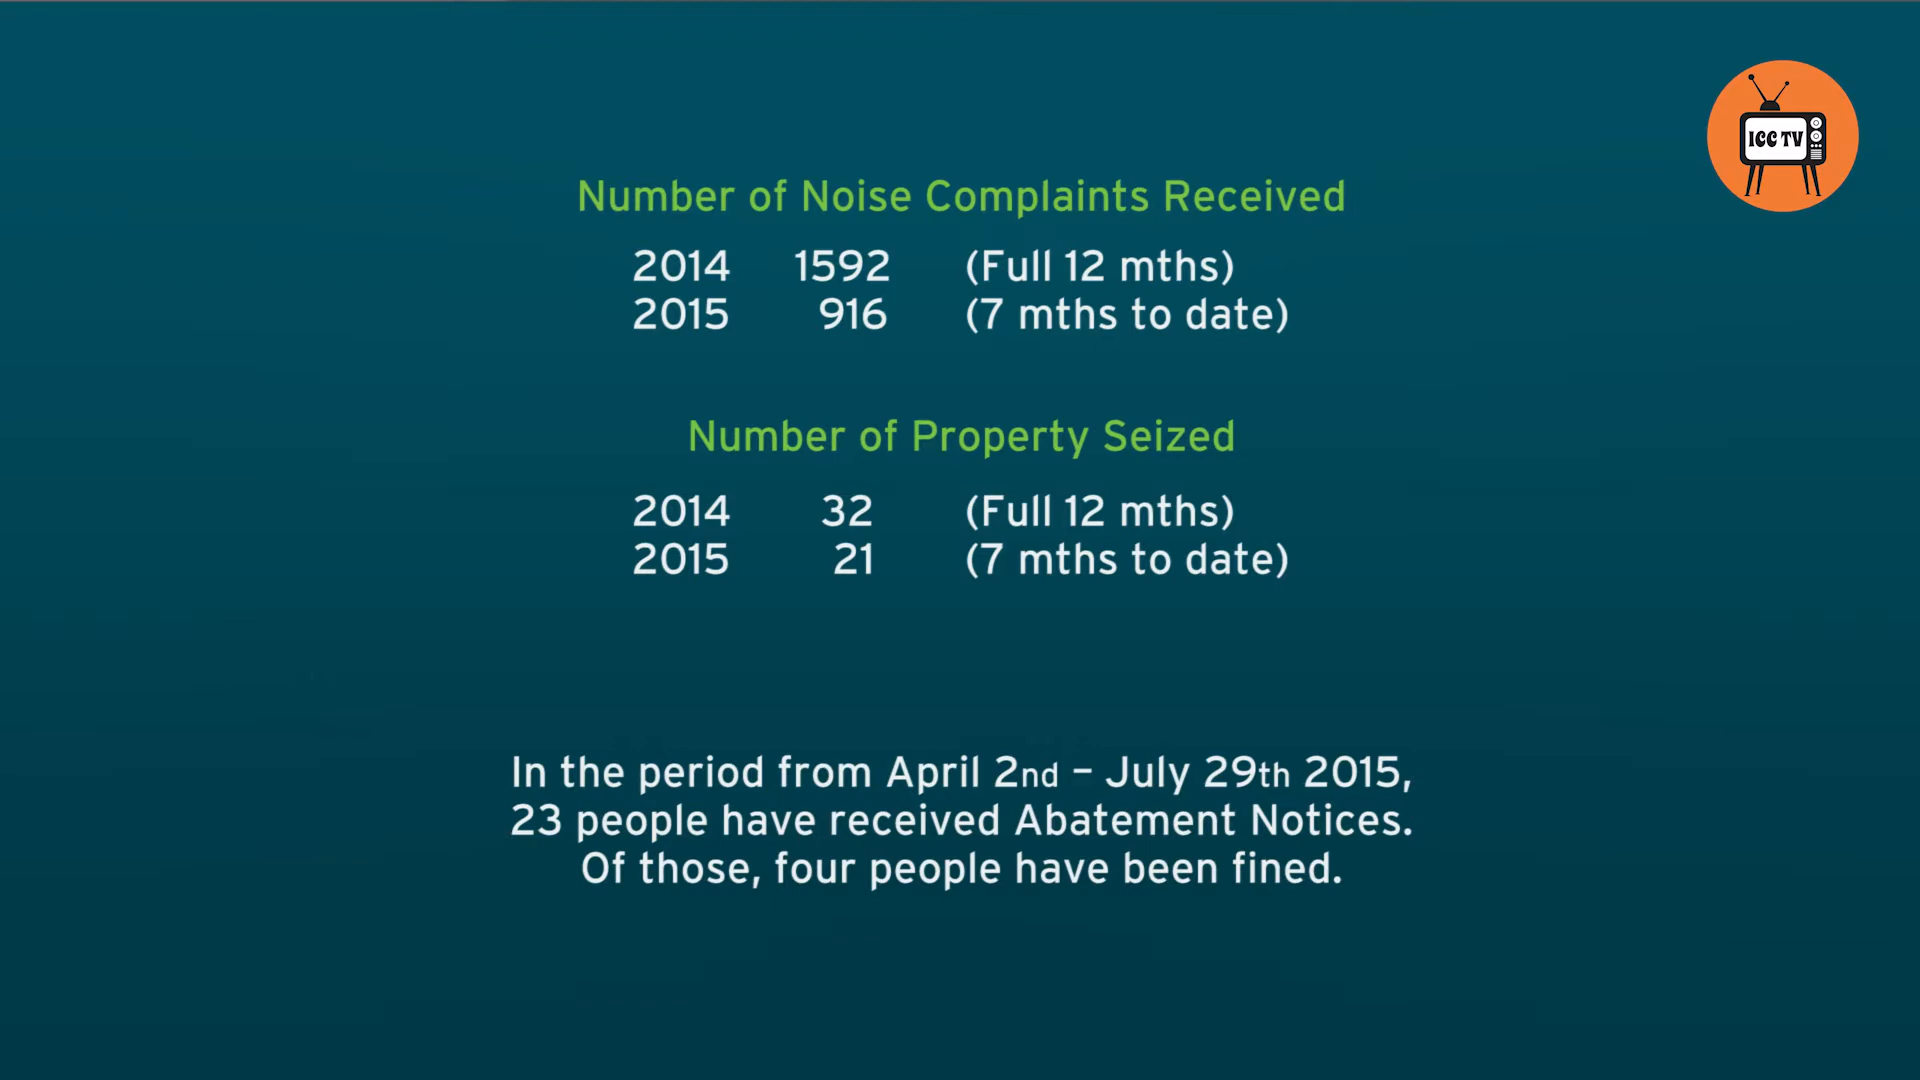 ICC TV
Number of Noise Complaints Received
2014 1592 (Full 12 mths)
2015 916 (7 mths to date)
Number of Property Seized
2014 32 (Full 12 mths)
2015 21 (7 mths to date)
In the period from April 2nd – July 29th 2015,
23 people have received Abatement Notices.
Of those, four people have been fined.